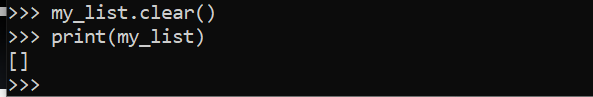 >>> my_list.clear()
>>> print(my_list)
[]
>>>